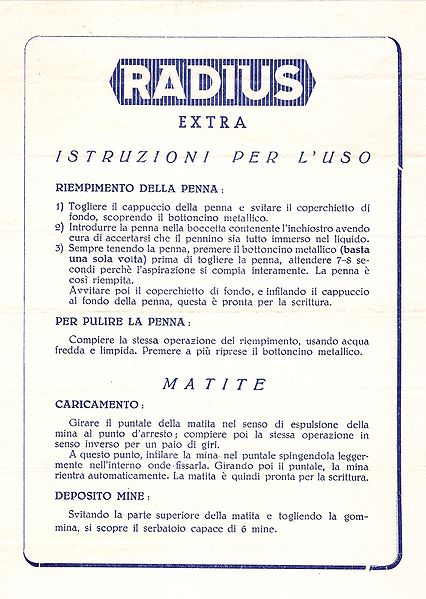 RADIUS
EXTRA
ISTRUZIONI PER L'USO
RIEMPIMENTO DELLA PENNA :
1) Togliere il cappuccio della penna e svitare il coperchietto di
fondo, scoprendo il bottoncino metallico.
2) Introdurre la penna nella boccetta contenente l'inchiostro avendo
cura di accertarsi che il pennino sia tutto immerso nel liquido.
3) Sempre tenendo la penna, premere il bottoncino metallico (basta
una sola volta) prima di togliere la penna, attendere 7-8 se-
condi perchè l'aspirazione si compia interamente. La penna è
così riempita.
Avvitare poi il coperchietto di fondo, e infilando il cappuccio
al fondo della penna, questa è pronta per la scrittura.
PER PULIRE LA PENNA :
Compiere la stessa operazione del riempimento, usando acqua
fredda e limpida. Premere a più riprese il bottoncino metallico.
MATITE
CARICAMENTO :
Girare il puntale della matita nel senso di espulsione della
mina al punto d'arresto; compiere poi la stessa operazione in
senso inverso per un paio di giri.
A questo punto, infilare la mina nel puntale spingendola legger-
mente nell'interno onde fissarla. Girando poi il puntale, la mina
rientra automaticamente. La matita è quindi pronta per la scrittura.
DEPOSITO MINE :
Svitando la parte superiore della matita e togliendo la gom-
mina, si scopre il serbatoio capace di 6 mine.